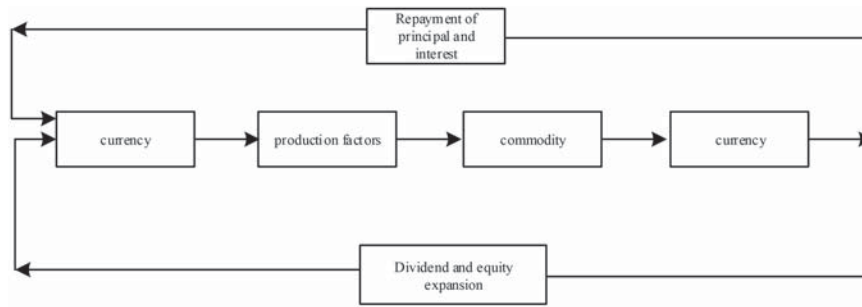 Repayment of
principal and
interest
currency
production factors
commodity
currency
Dividend and equity
expansion